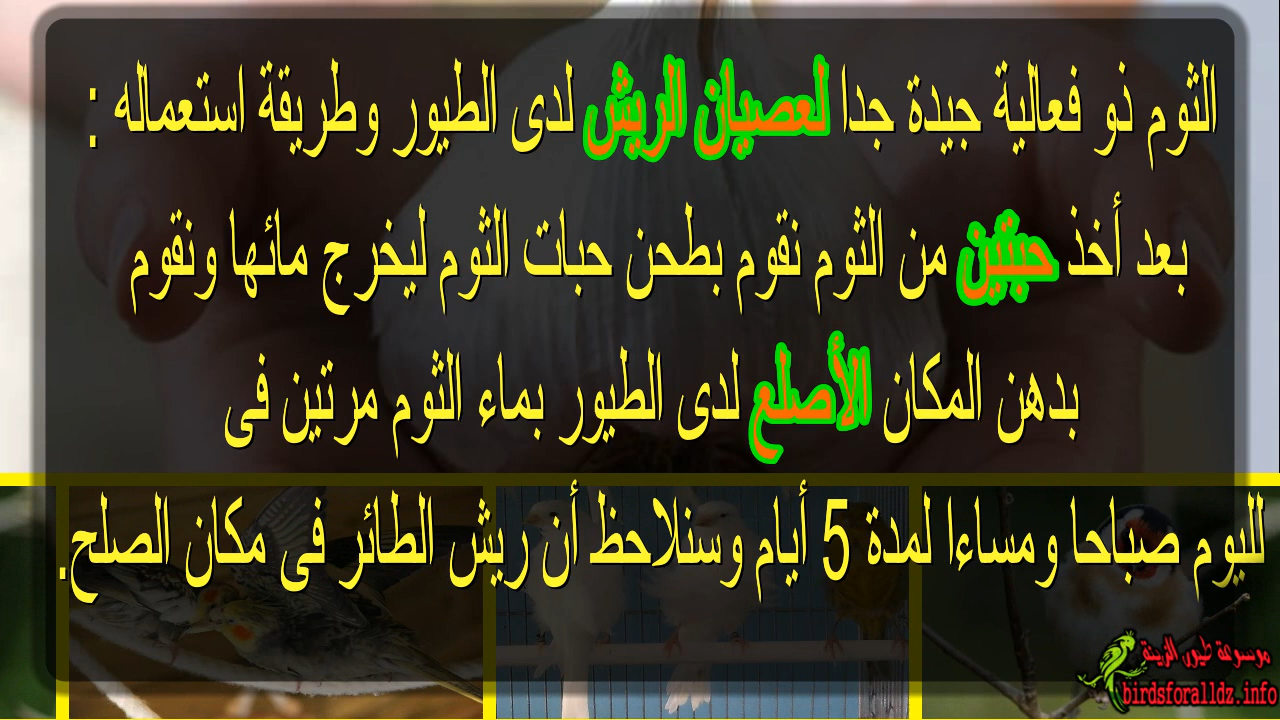 الثوم ذو فعالية جيدة جدا لعصيان الريش لدى الطيور وطريقة استعماله :
بعد أخذ حبتين من الثوم نقوم بطحن حبات الثوم ليخرج مائها ونقوم
بدهن المكان الأصلع لدى الطيور بماء الثوم مرتين فى
لليوم صباحا ومساءا لمدة 5 أيام وسنلاحظ أن ريش الطائر فى مكان الصلح.
موسوعة طيور الزينة
birdsforalldz.info